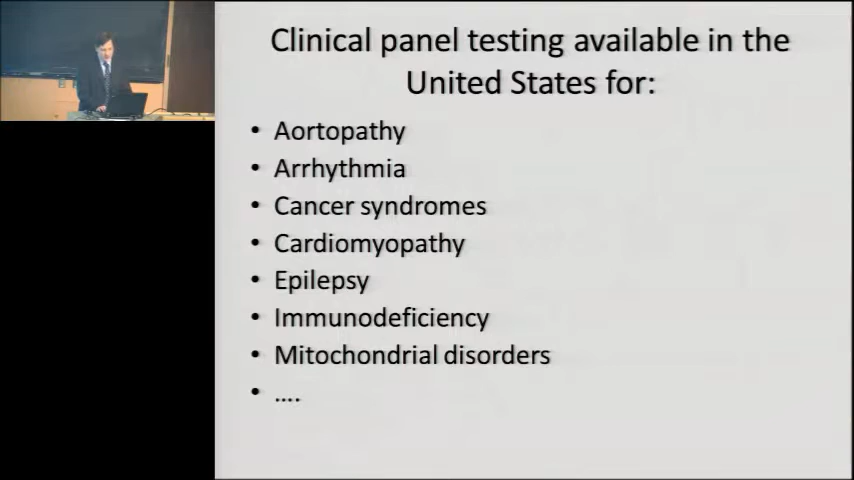 Clinical panel testing available in the
United States for:
• Aortopathy
• Arrhythmia
• Cancer syndromes
• Cardiomyopathy
• Epilepsy
• Immunodeficiency
• Mitochondrial disorders
• ....